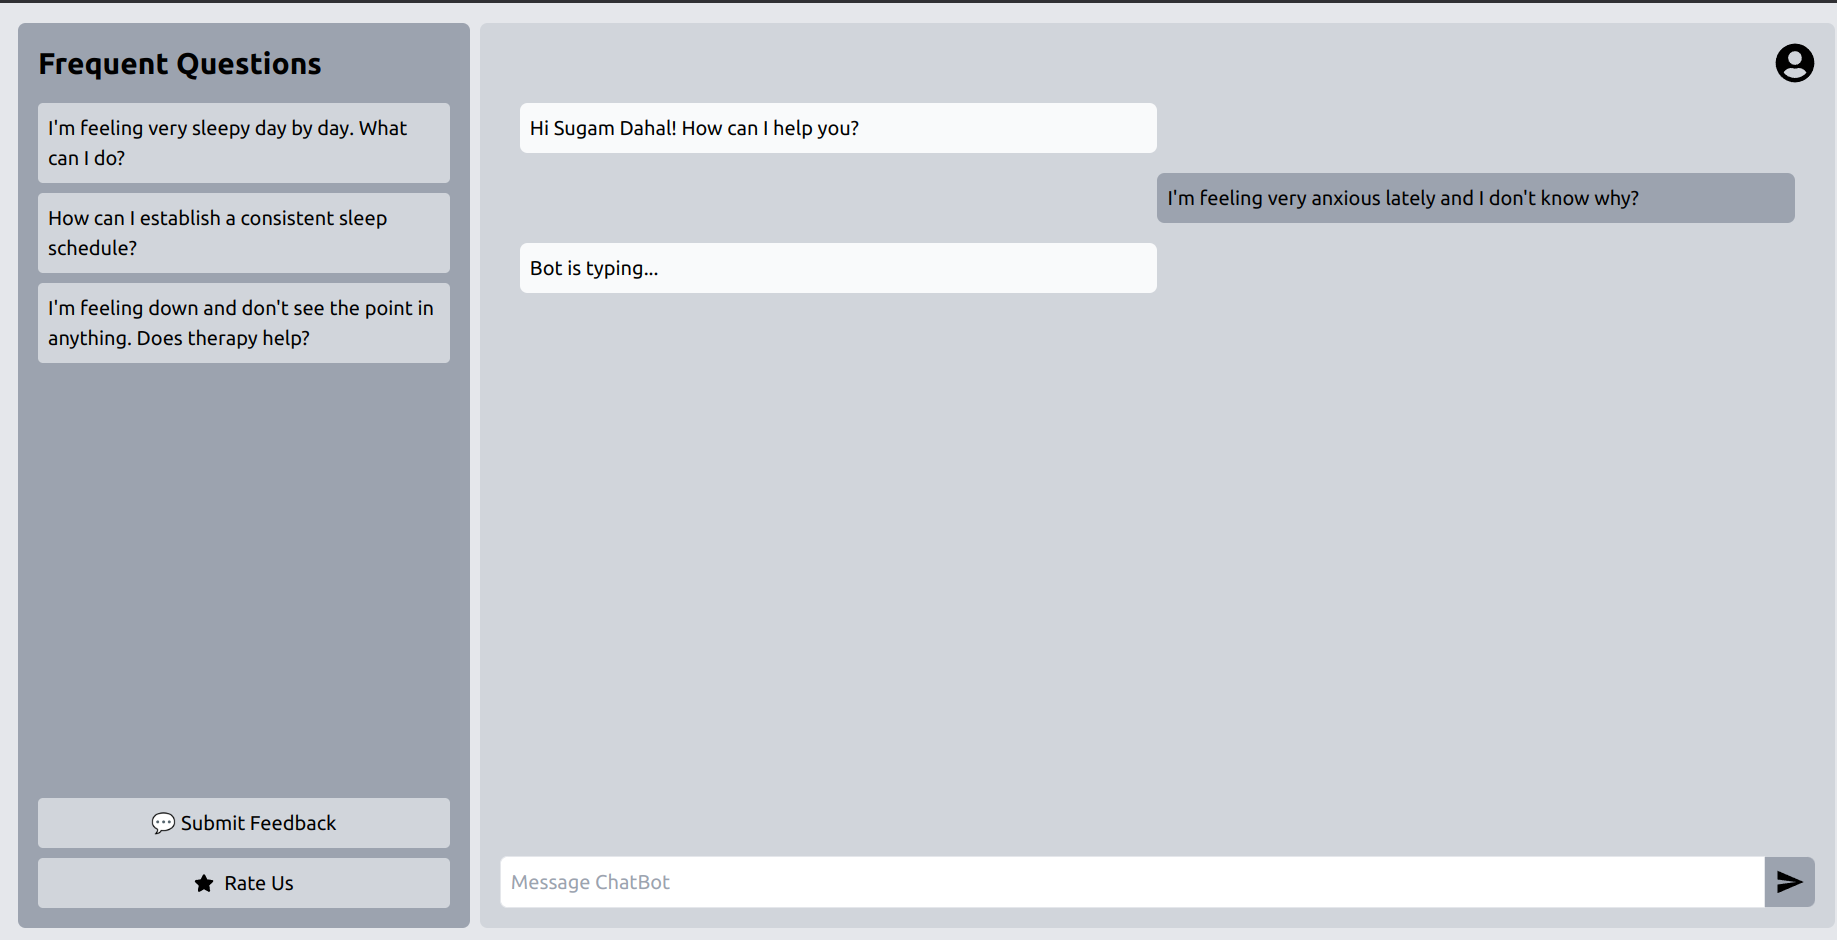 Frequent Questions
I'm feeling very sleepy day by day. What
can I do?
How can I establish a consistent sleep
schedule?
I'm feeling down and don't see the point in
anything. Does therapy help?
💬 Submit Feedback
★ Rate Us
Hi Sugam Dahal! How can I help you?
I'm feeling very anxious lately and I don't know why?
Bot is typing...
Message ChatBot